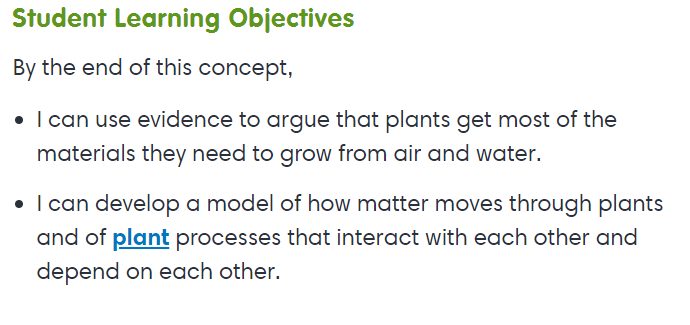 Student Learning Objectives
By the end of this concept,
• I can use evidence to argue that plants get most of the
materials they need to grow from air and water.
• I can develop a model of how matter moves through plants
and of plant processes that interact with each other and
depend on each other.